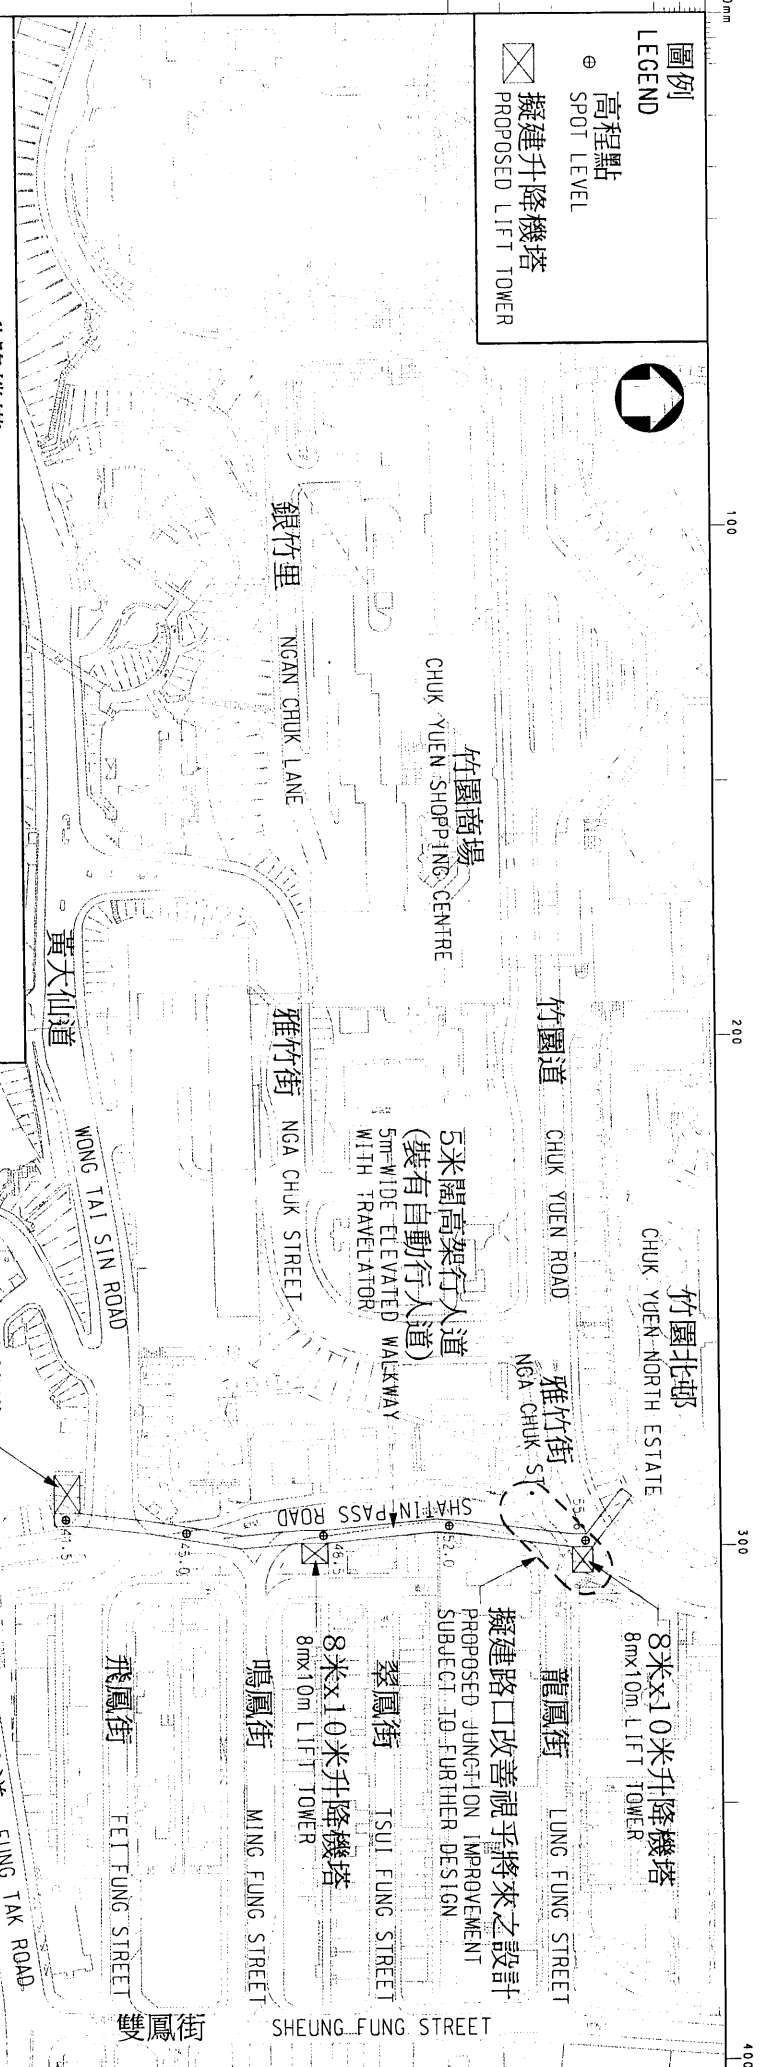 圖例
LEGEND
高程點
SPOT LEVEL
擬建升降機塔
PROPOSED LIFT TOWER
100
200
300
400
竹園北邨
CHUK YUEN NORTH ESTATE
竹園商場
CHUK YUEN SHOPPING CENTRE
銀竹里
NGAN CHUK LANE
竹園道
CHUK YUEN ROAD
雅竹街
NGA CHUK ST.
雅竹街
NGA CHUK STREET
5米闊高架行人道
(裝有自動行人道)
5m-WIDE ELEVATED WALKWAY
WITH TRAVELATOR
黃大仙道
WONG TAI SIN ROAD
SHATIN PASS ROAD
52.0
48.5
45.0
41.5
8米x10米升降機塔
8mx10m LIFT TOWER
龍鳳街
LUNG FUNG STREET
擬建路口改善視乎將來之設計
PROPOSED JUNCTION IMPROVEMENT
SUBJECT TO FURTHER DESIGN
翠鳳街
TSUI FUNG STREET
8米x10米升降機塔
8mx10m LIFT TOWER
鳴鳳街
MING FUNG STREET
飛鳳街
FEI FUNG STREET
FUNG TAK ROAD
雙鳳街
SHEUNG FUNG STREET